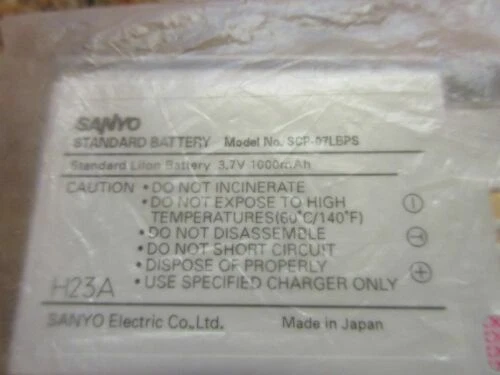 SANYO
STANDARD BATTERY Model No. SCP-07LBPS
Standard LiIon Battery 3.7V 1000mAh
CAUTION • DO NOT INCINERATE
• DO NOT EXPOSE TO HIGH
TEMPERATURES(60°C/140°F)
• DO NOT DISASSEMBLE
• DO NOT SHORT CIRCUIT
• DISPOSE OF PROPERLY
• USE SPECIFIED CHARGER ONLY
− T +
H23A
SANYO Electric Co.,Ltd. Made in Japan